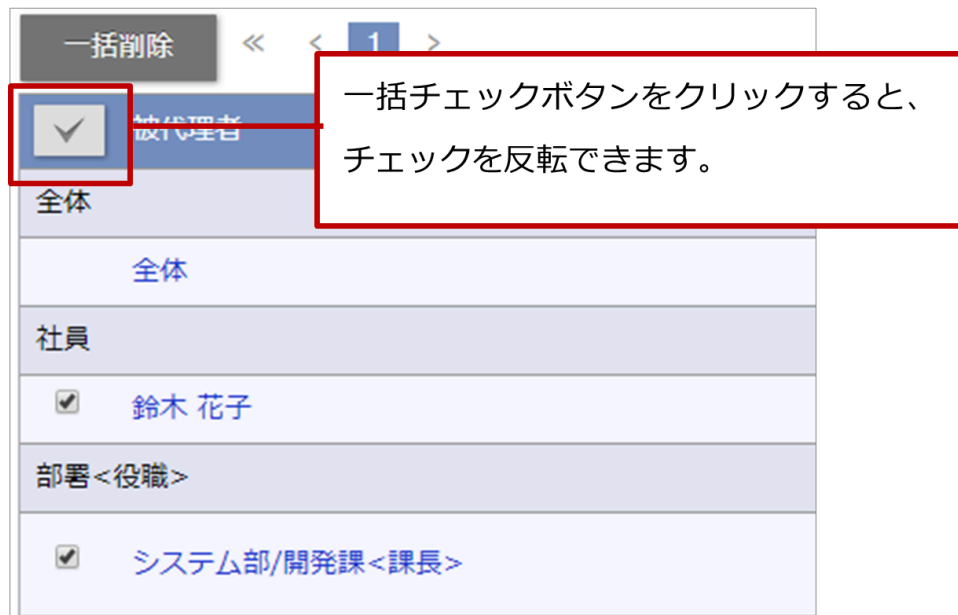 一括削除 « < 1 >
一括チェックボタンをクリックすると、
チェックを反転できます。
被代理者
全体
全体
社員
鈴木 花子
部署<役職>
システム部/開発課<課長>